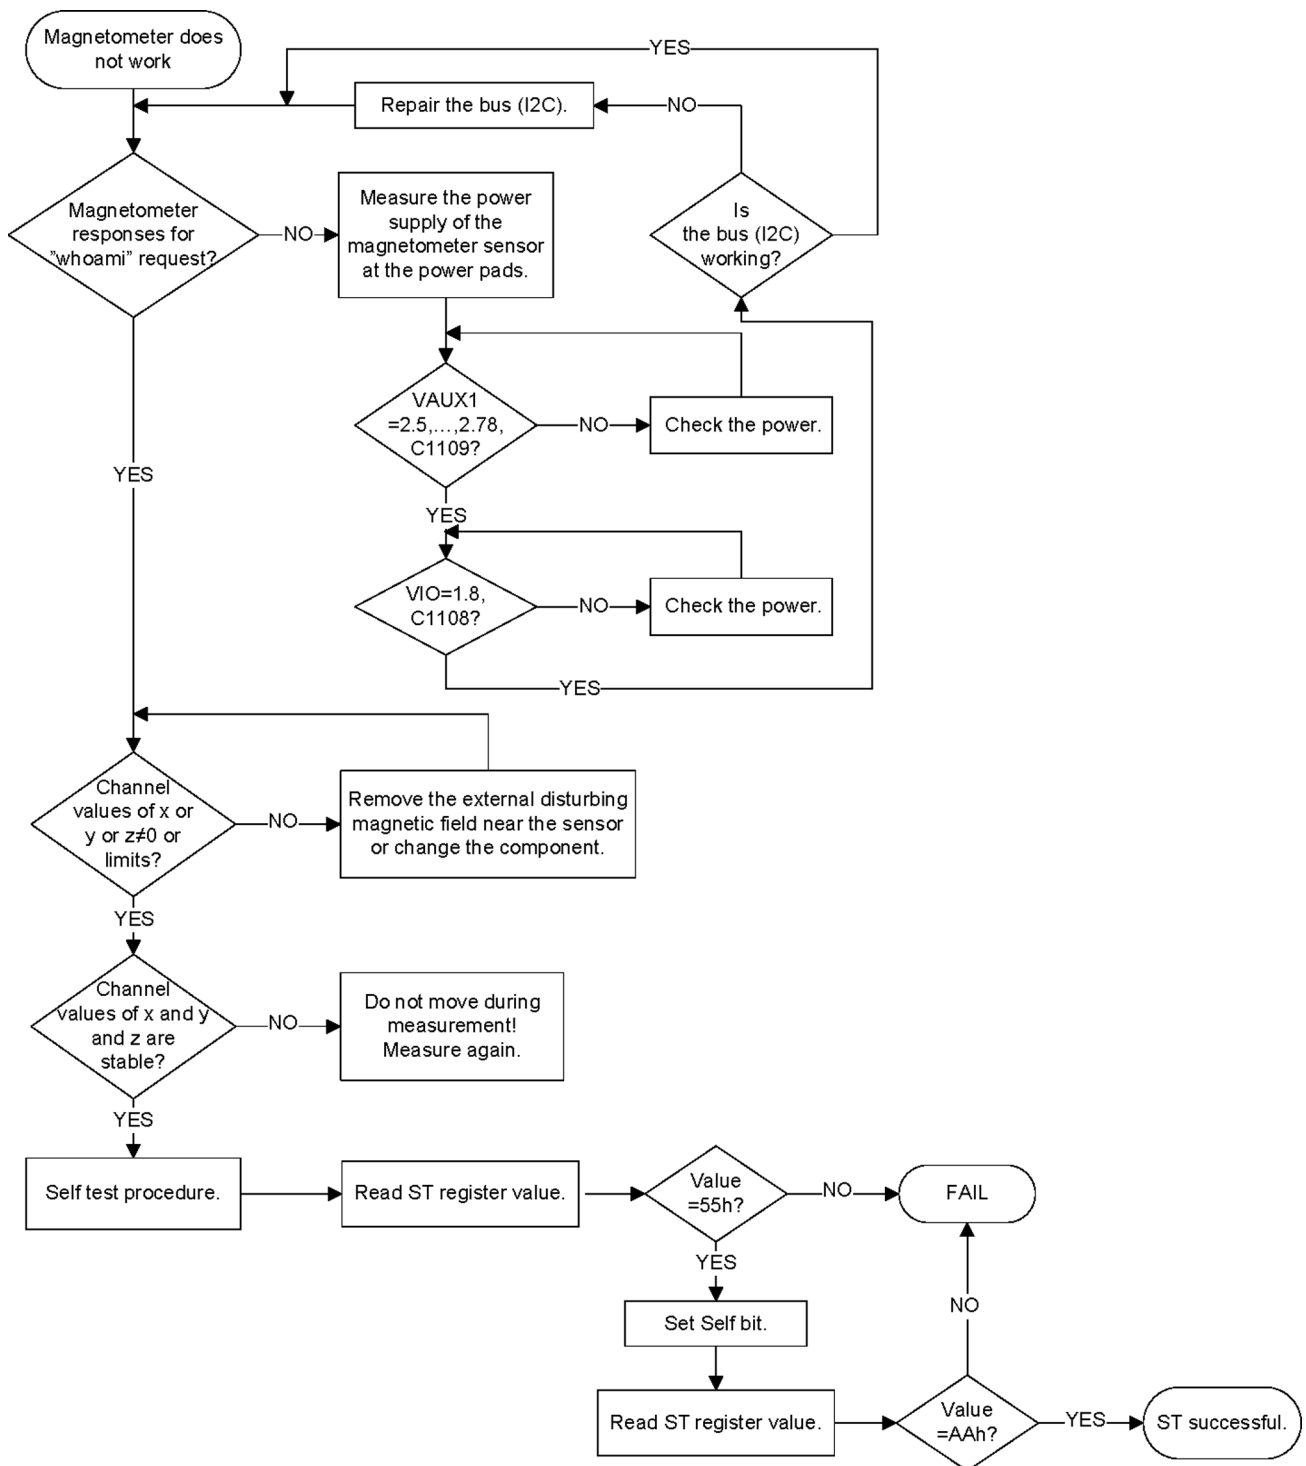 Magnetometer does
not work
YES
Repair the bus (I2C).
NO
Magnetometer
responses for
"whoami" request?
NO
Measure the power
supply of the
magnetometer sensor
at the power pads.
Is
the bus (I2C)
working?
VAUX1
=2.5,...,2.78,
C1109?
NO
Check the power.
YES
YES
VIO=1.8,
C1108?
NO
Check the power.
YES
Channel
values of x or
y or z≠0 or
limits?
NO
Remove the external disturbing
magnetic field near the sensor
or change the component.
YES
Channel
values of x and y
and z are
stable?
NO
Do not move during
measurement!
Measure again.
YES
Self test procedure.
Read ST register value.
Value
=55h?
NO
FAIL
YES
Set Self bit.
NO
Read ST register value.
Value
=AAh?
YES
ST successful.